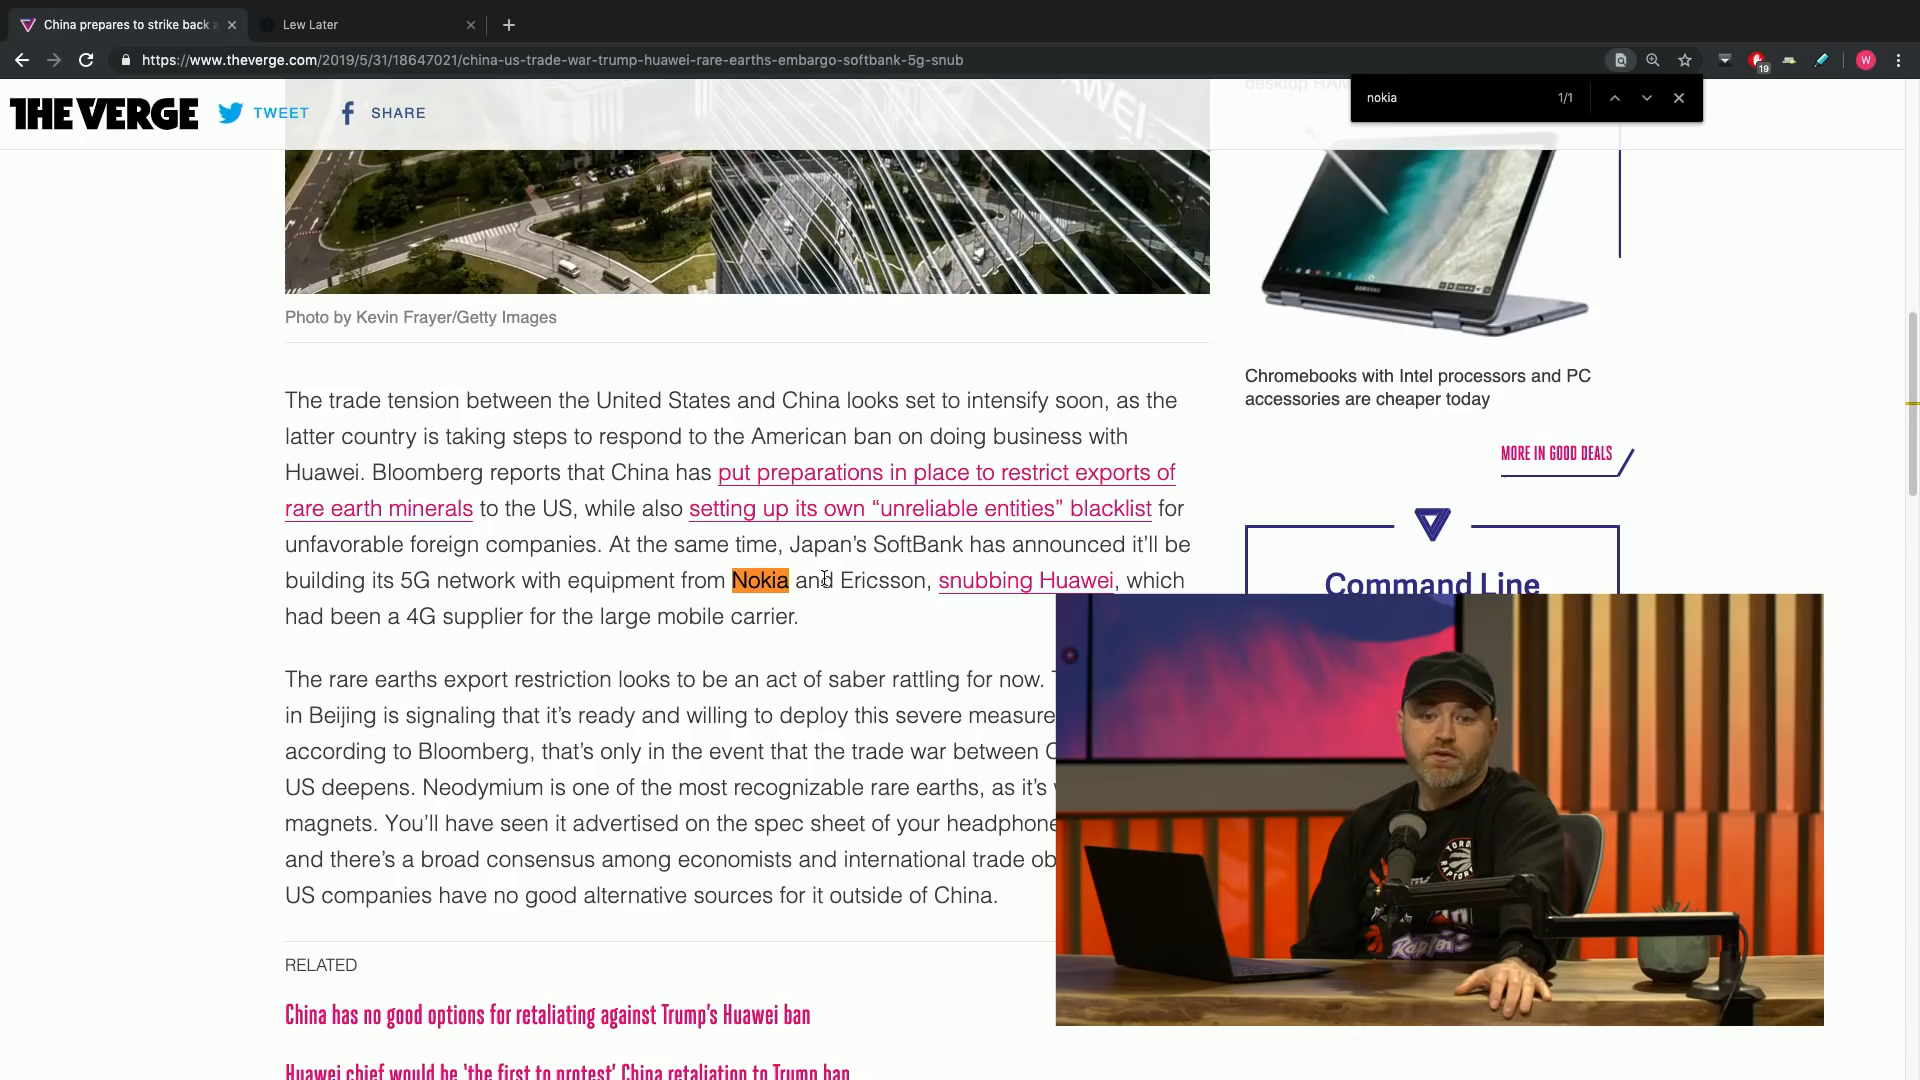 China prepares to strike back a
Lew Later
https://www.theverge.com/2019/5/31/18647021/china-us-trade-war-trump-huawei-rare-earths-embargo-softbank-5g-snub
19
W
nokia
1/1
THE VERGE
TWEET
SHARE
desktop RAM
Photo by Kevin Frayer/Getty Images
SAMSUNG
Chromebooks with Intel processors and PC
accessories are cheaper today
MORE IN GOOD DEALS
Command Line
The trade tension between the United States and China looks set to intensify soon, as the
latter country is taking steps to respond to the American ban on doing business with
Huawei. Bloomberg reports that China has put preparations in place to restrict exports of
rare earth minerals to the US, while also setting up its own “unreliable entities” blacklist for
unfavorable foreign companies. At the same time, Japan’s SoftBank has announced it’ll be
building its 5G network with equipment from Nokia and Ericsson, snubbing Huawei, which
had been a 4G supplier for the large mobile carrier.
The rare earths export restriction looks to be an act of saber rattling for now.
in Beijing is signaling that it’s ready and willing to deploy this severe measure
according to Bloomberg, that’s only in the event that the trade war between
US deepens. Neodymium is one of the most recognizable rare earths, as it’s
magnets. You’ll have seen it advertised on the spec sheet of your headphone
and there’s a broad consensus among economists and international trade ob
US companies have no good alternative sources for it outside of China.
TORONTO
RAPTORS
Raptors
RELATED
China has no good options for retaliating against Trump’s Huawei ban
Huawei chief would be ‘the first to protest’ China retaliation to Trump ban